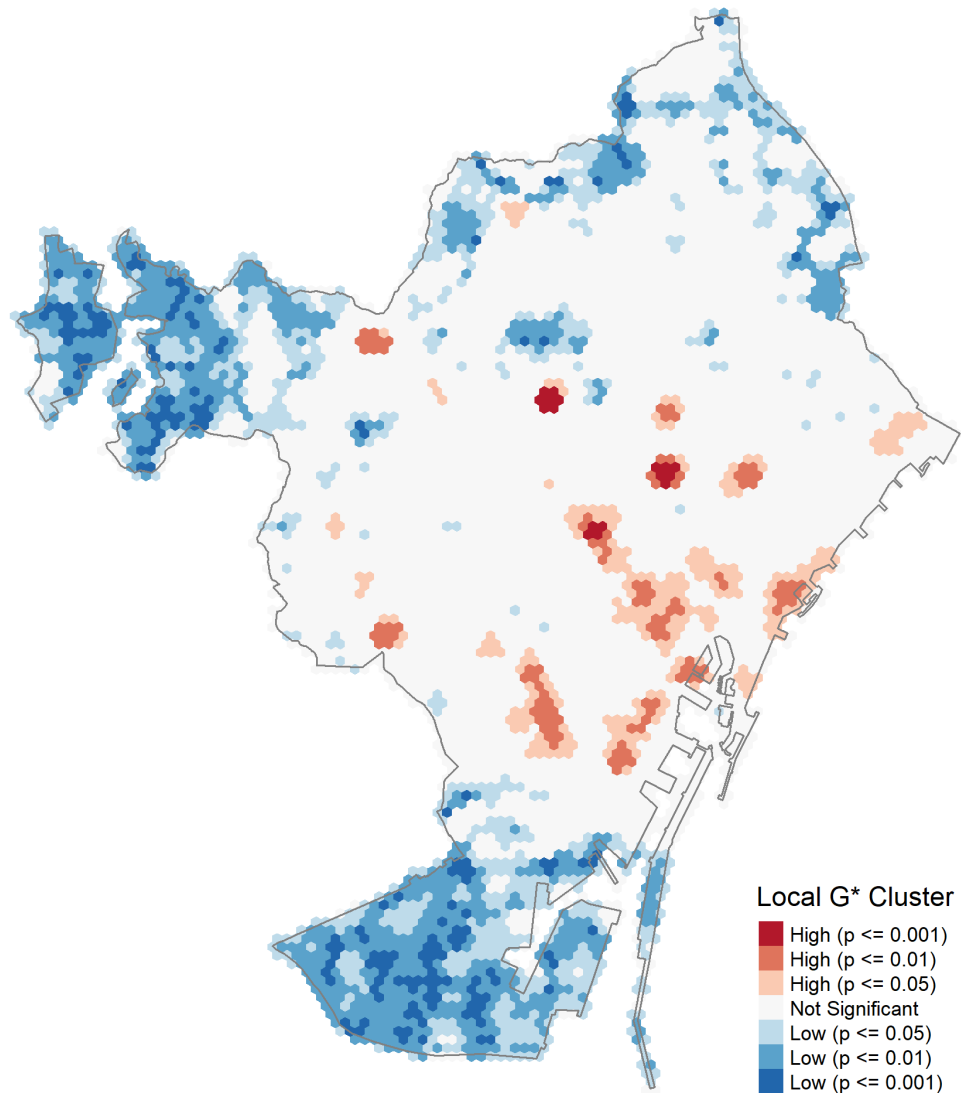 Local G* Cluster
High (p <= 0.001)
High (p <= 0.01)
High (p <= 0.05)
Not Significant
Low (p <= 0.05)
Low (p <= 0.01)
Low (p <= 0.001)